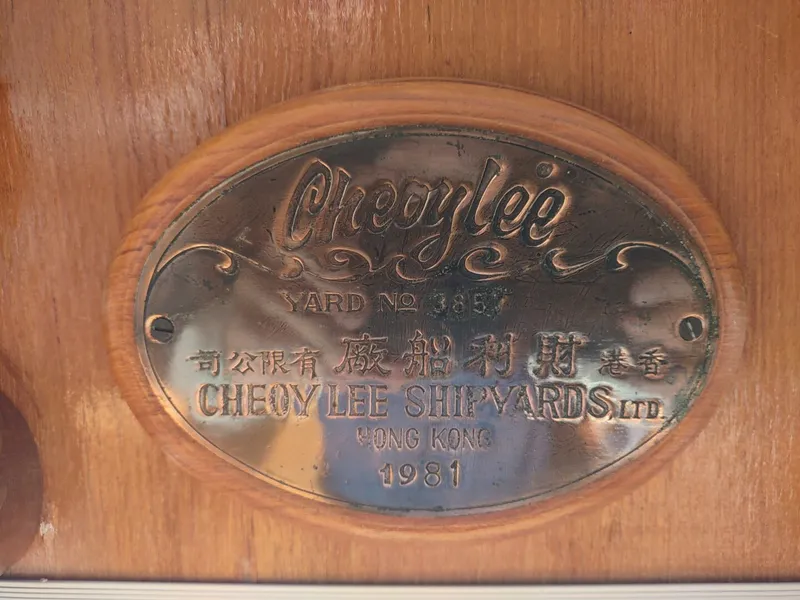 Cheoylee
YARD NO 3857
香港 財利船廠 有限公司
CHEOY LEE SHIPYARDS, LTD.
HONG KONG
1981